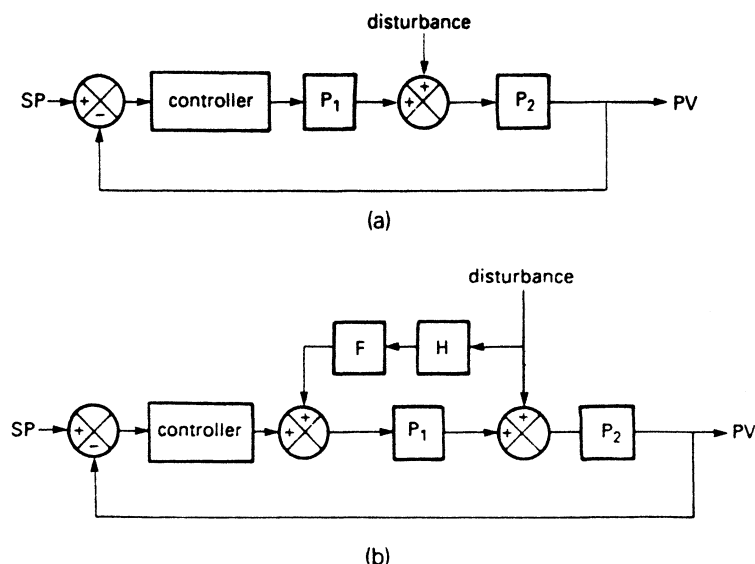 disturbance
SP + - controller P1 + + P2 PV
(a)
disturbance
F H
SP + - controller + + P1 + + P2 PV
(b)